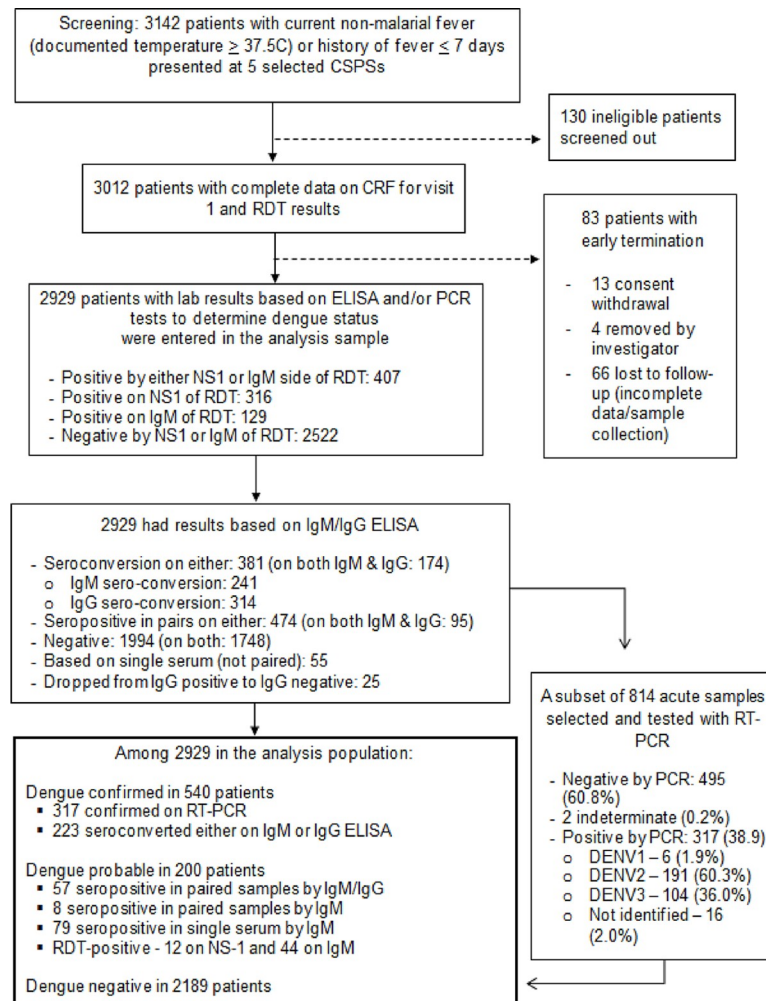 Screening: 3142 patients with current non-malarial fever
(documented temperature ≥ 37.5C) or history of fever ≤ 7 days
presented at 5 selected CSPSs
130 ineligible patients
screened out
3012 patients with complete data on CRF for visit
1 and RDT results
83 patients with
early termination
- 13 consent
withdrawal
- 4 removed by
investigator
- 66 lost to follow-
up (incomplete
data/sample
collection)
2929 patients with lab results based on ELISA and/or PCR
tests to determine dengue status
were entered in the analysis sample
- Positive by either NS1 or IgM side of RDT: 407
- Positive on NS1 of RDT: 316
- Positive on IgM of RDT: 129
- Negative by NS1 or IgM of RDT: 2522
2929 had results based on IgM/IgG ELISA
- Seroconversion on either: 381 (on both IgM & IgG: 174)
o IgM sero-conversion: 241
o IgG sero-conversion: 314
- Seropositive in pairs on either: 474 (on both IgM & IgG: 95)
- Negative: 1994 (on both: 1748)
- Based on single serum (not paired): 55
- Dropped from IgG positive to IgG negative: 25
A subset of 814 acute samples
selected and tested with RT-
PCR
- Negative by PCR: 495
(60.8%)
- 2 indeterminate (0.2%)
- Positive by PCR: 317 (38.9)
o DENV1 – 6 (1.9%)
o DENV2 – 191 (60.3%)
o DENV3 – 104 (36.0%)
o Not identified – 16
(2.0%)
Among 2929 in the analysis population:
Dengue confirmed in 540 patients
▪ 317 confirmed on RT-PCR
▪ 223 seroconverted either on IgM or IgG ELISA
Dengue probable in 200 patients
▪ 57 seropositive in paired samples by IgM/IgG
▪ 8 seropositive in paired samples by IgM
▪ 79 seropositive in single serum by IgM
▪ RDT-positive - 12 on NS-1 and 44 on IgM
Dengue negative in 2189 patients